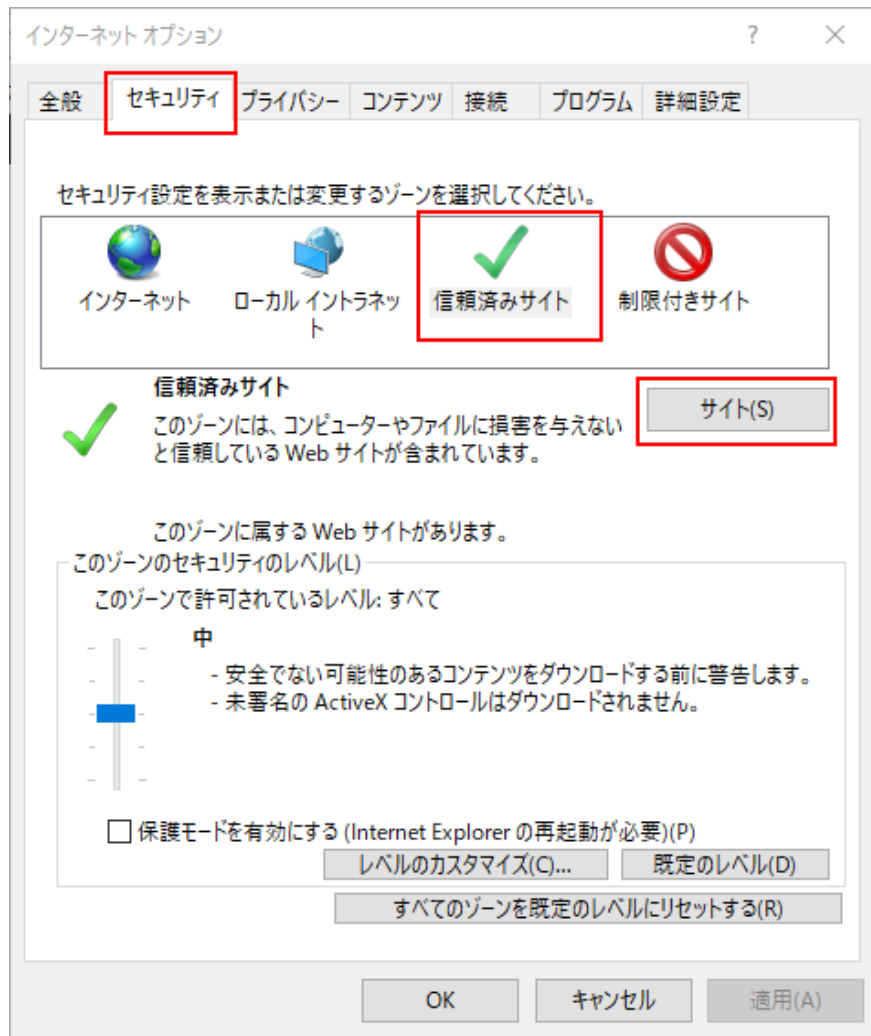 インターネット オプション
?
全般 セキュリティ プライバシー コンテンツ 接続 プログラム 詳細設定
セキュリティ設定を表示または変更するゾーンを選択してください。
インターネット
ローカル イントラネッ
ト
信頼済みサイト
制限付きサイト
信頼済みサイト
サイト(S)
このゾーンには、コンピューターやファイルに損害を与えない
と信頼している Web サイトが含まれています。
このゾーンに属する Web サイトがあります。
このゾーンのセキュリティのレベル(L)
このゾーンで許可されているレベル: すべて
中
- 安全でない可能性のあるコンテンツをダウンロードする前に警告します。
- 未署名の ActiveX コントロールはダウンロードされません。
保護モードを有効にする (Internet Explorer の再起動が必要)(P)
レベルのカスタマイズ(C)... 既定のレベル(D)
すべてのゾーンを既定のレベルにリセットする(R)
OK キャンセル 適用(A)